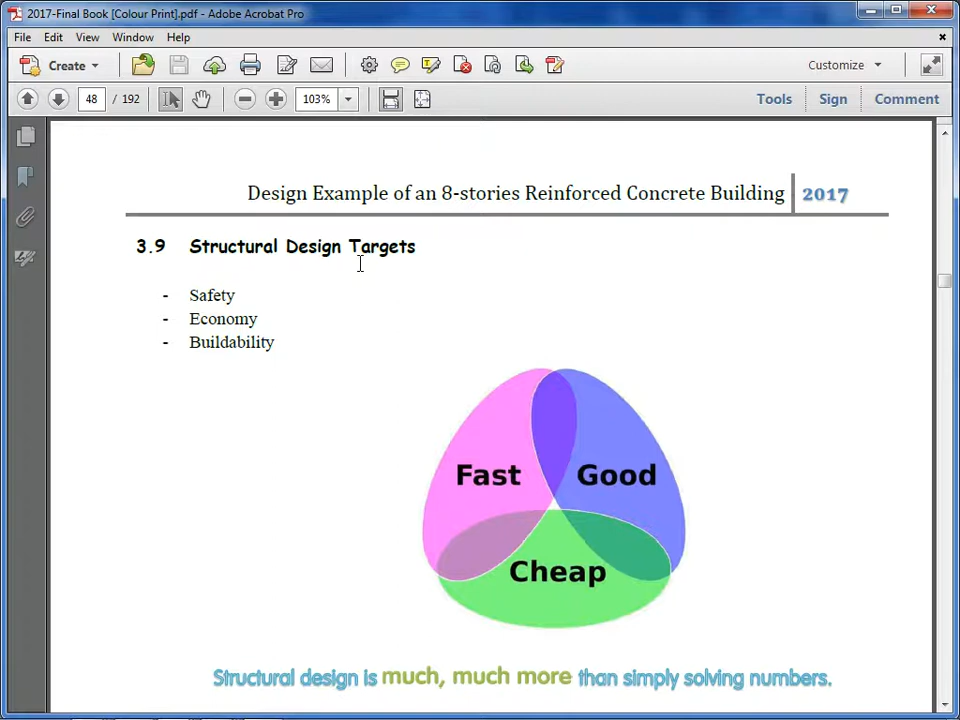 2017-Final Book [Colour Print].pdf - Adobe Acrobat Pro
File Edit View Window Help
Create Customize
48 / 192 103% Tools Sign Comment
Design Example of an 8-stories Reinforced Concrete Building 2017
3.9 Structural Design Targets
- Safety
- Economy
- Buildability
Fast Good
Cheap
Structural design is much, much more than simply solving numbers.